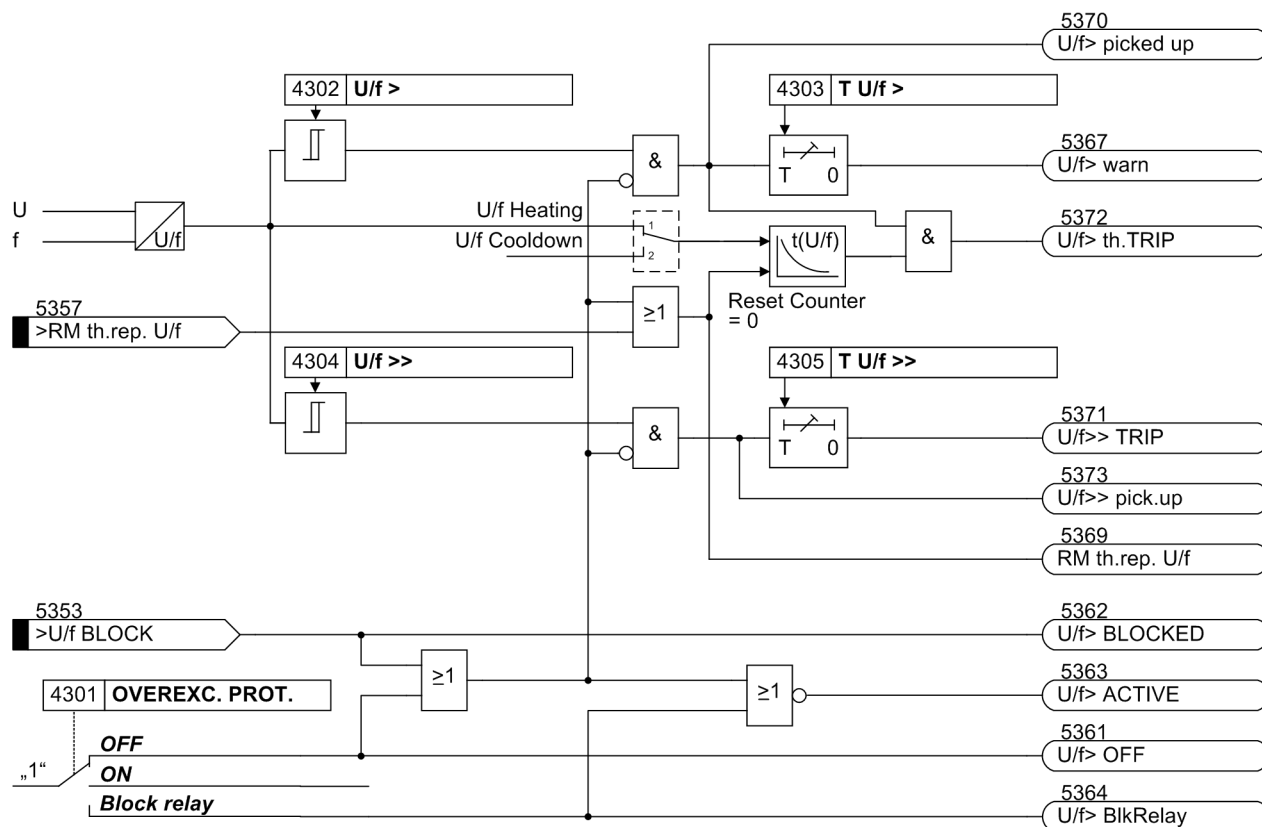 5370
U/f> picked up
4302 U/f >
4303 T U/f >
&
T 0
5367
U/f> warn
U
f
U/f
U/f Heating
1
U/f Cooldown
2
t(U/f)
&
5372
U/f> th.TRIP
5357
>RM th.rep. U/f
≥1
Reset Counter
= 0
4304 U/f >>
4305 T U/f >>
&
T 0
5371
U/f>> TRIP
5373
U/f>> pick.up
5369
RM th.rep. U/f
5353
>U/f BLOCK
5362
U/f> BLOCKED
≥1
≥1
5363
U/f> ACTIVE
4301 OVEREXC. PROT.
„1“
OFF
5361
U/f> OFF
ON
Block relay
5364
U/f> BlkRelay